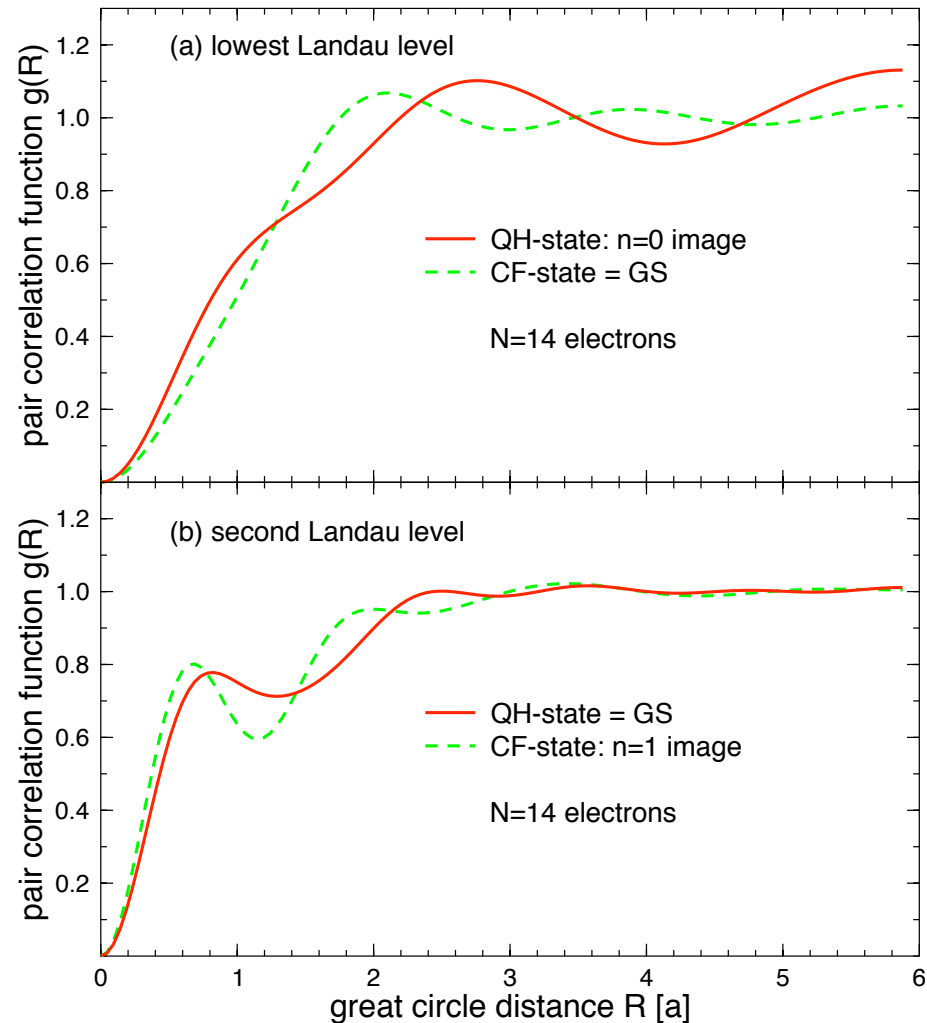 (a) lowest Landau level
pair correlation function g(R)
1.2
1.0
0.8
0.6
0.4
0.2
QH-state: n=0 image
CF-state = GS
N=14 electrons
(b) second Landau level
pair correlation function g(R)
1.2
1.0
0.8
0.6
0.4
0.2
QH-state = GS
CF-state: n=1 image
N=14 electrons
0 1 2 3 4 5 6
great circle distance R [a]